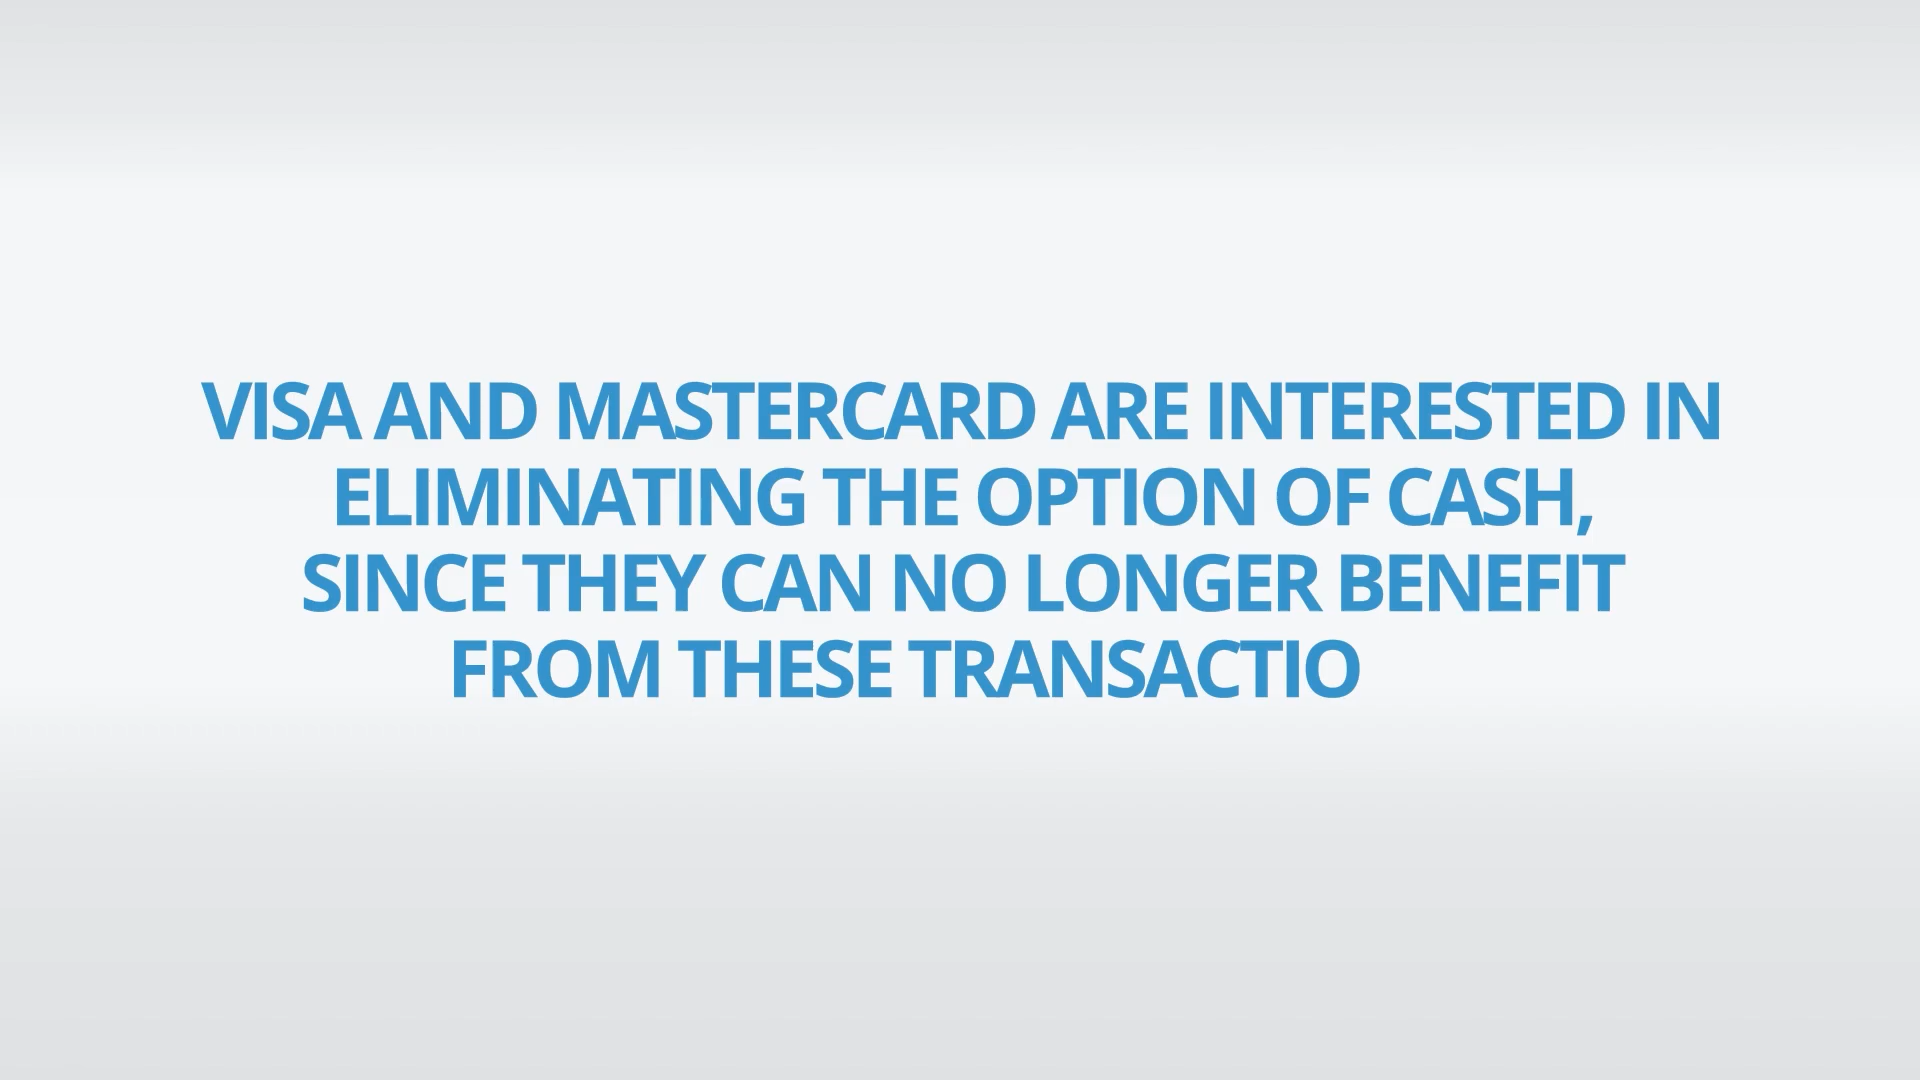 VISA AND MASTERCARD ARE INTERESTED IN
ELIMINATING THE OPTION OF CASH,
SINCE THEY CAN NO LONGER BENEFIT
FROM THESE TRANSACTIO